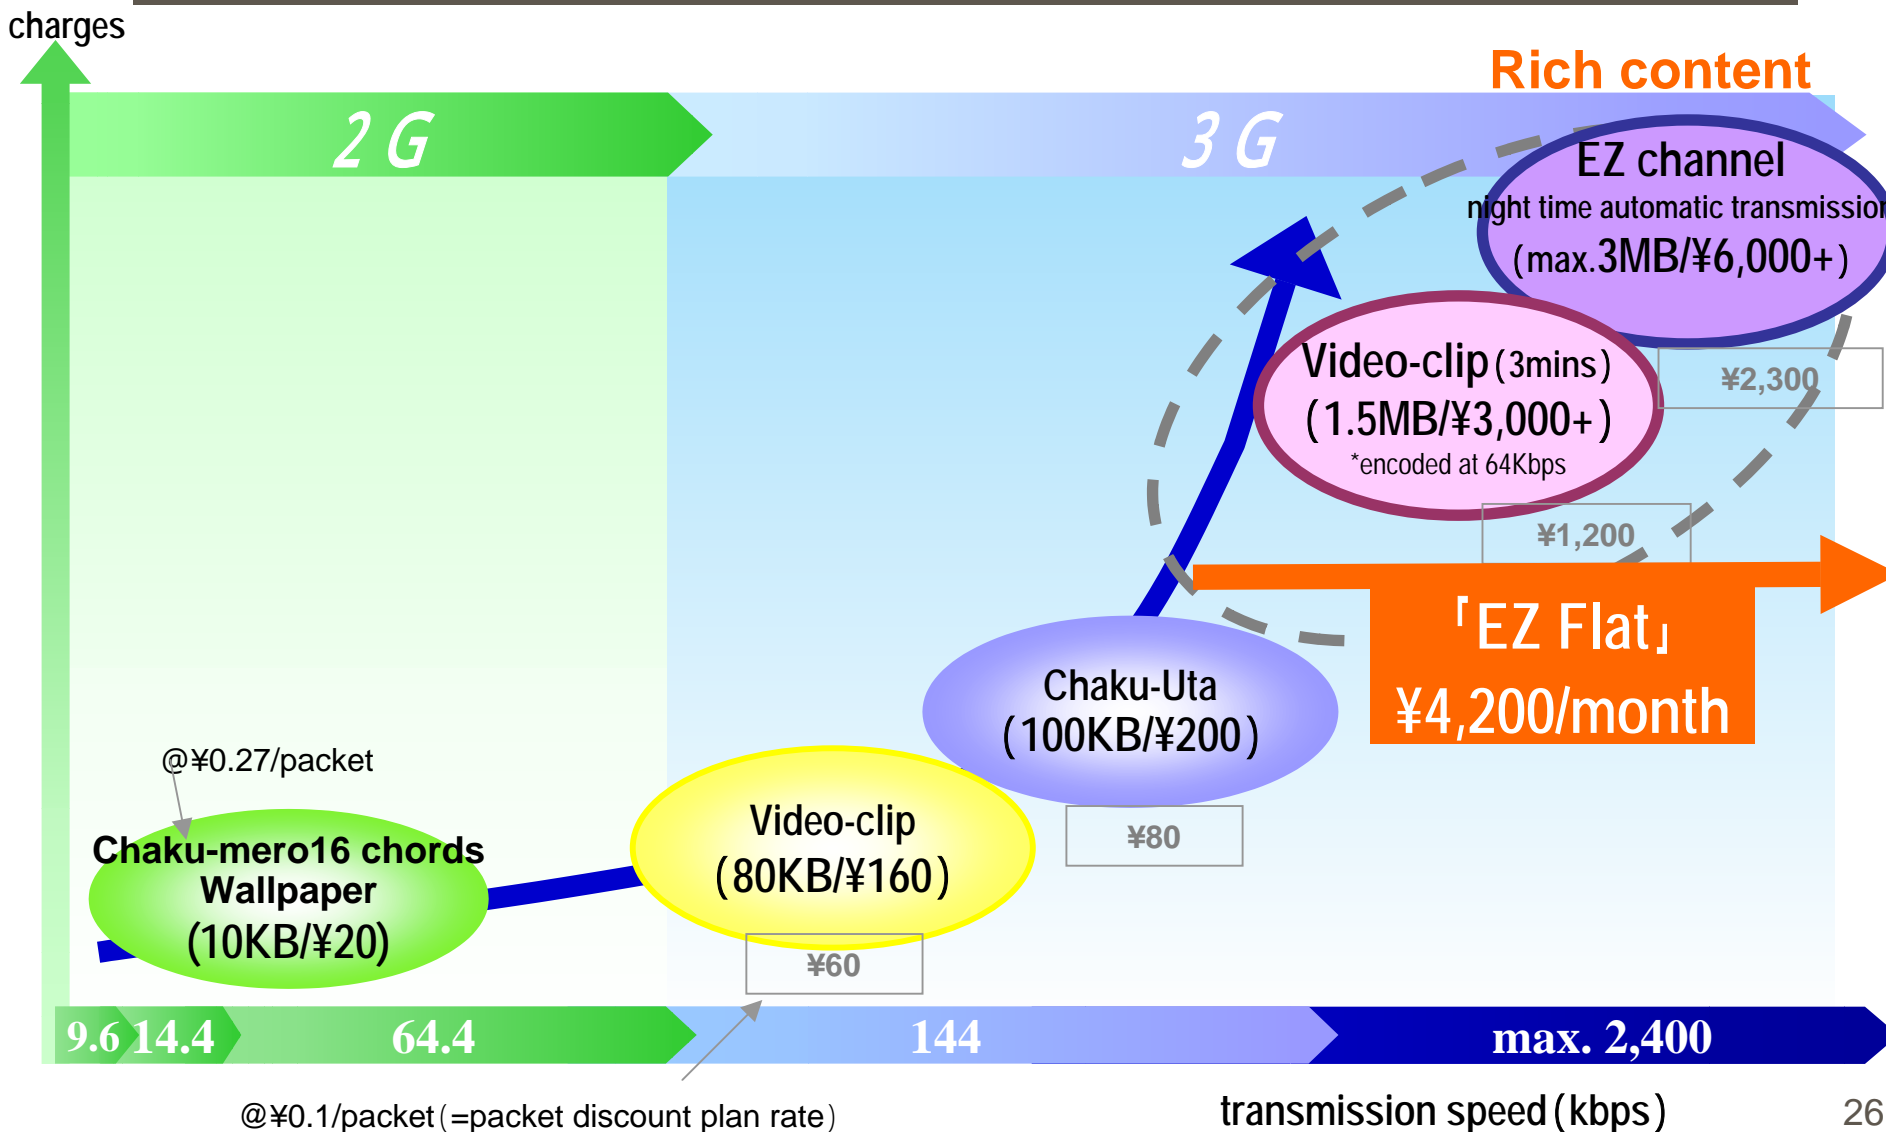 charges
Rich content
2G
3G
EZ channel
night time automatic transmission
(max.3MB/¥6,000+)
Video-clip(3mins)
(1.5MB/¥3,000+)
*encoded at 64Kbps
¥2,300
¥1,200
「EZ Flat」
¥4,200/month
Chaku-Uta
(100KB/¥200)
¥80
@¥0.27/packet
Chaku-mero16 chords
Wallpaper
(10KB/¥20)
Video-clip
(80KB/¥160)
¥60
9.6 14.4 64.4 144 max. 2,400
@¥0.1/packet(=packet discount plan rate)
transmission speed(kbps)
26